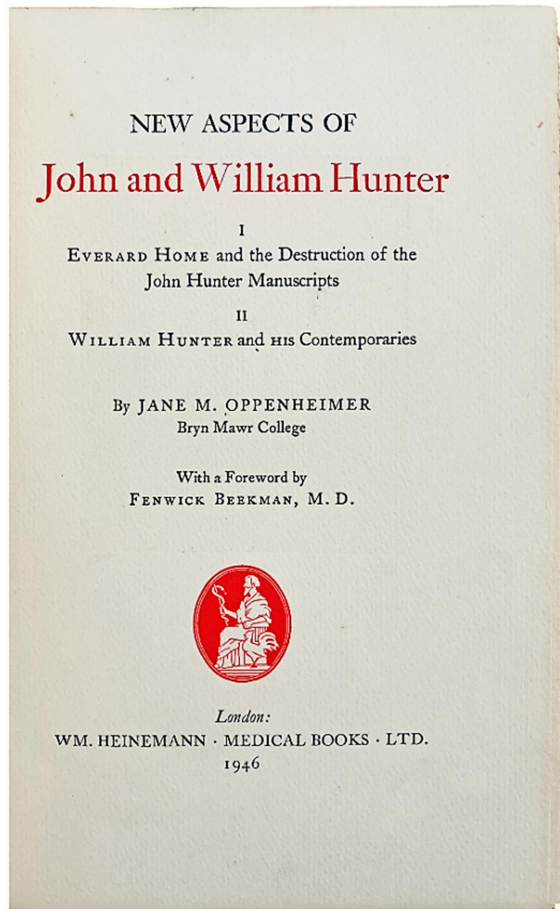 NEW ASPECTS OF
John and William Hunter
I
EVERARD HOME and the Destruction of the
John Hunter Manuscripts
II
WILLIAM HUNTER and HIS Contemporaries
By JANE M. OPPENHEIMER
Bryn Mawr College
With a Foreword by
FENWICK BEEKMAN, M. D.
London:
WM. HEINEMANN · MEDICAL BOOKS · LTD.
1946